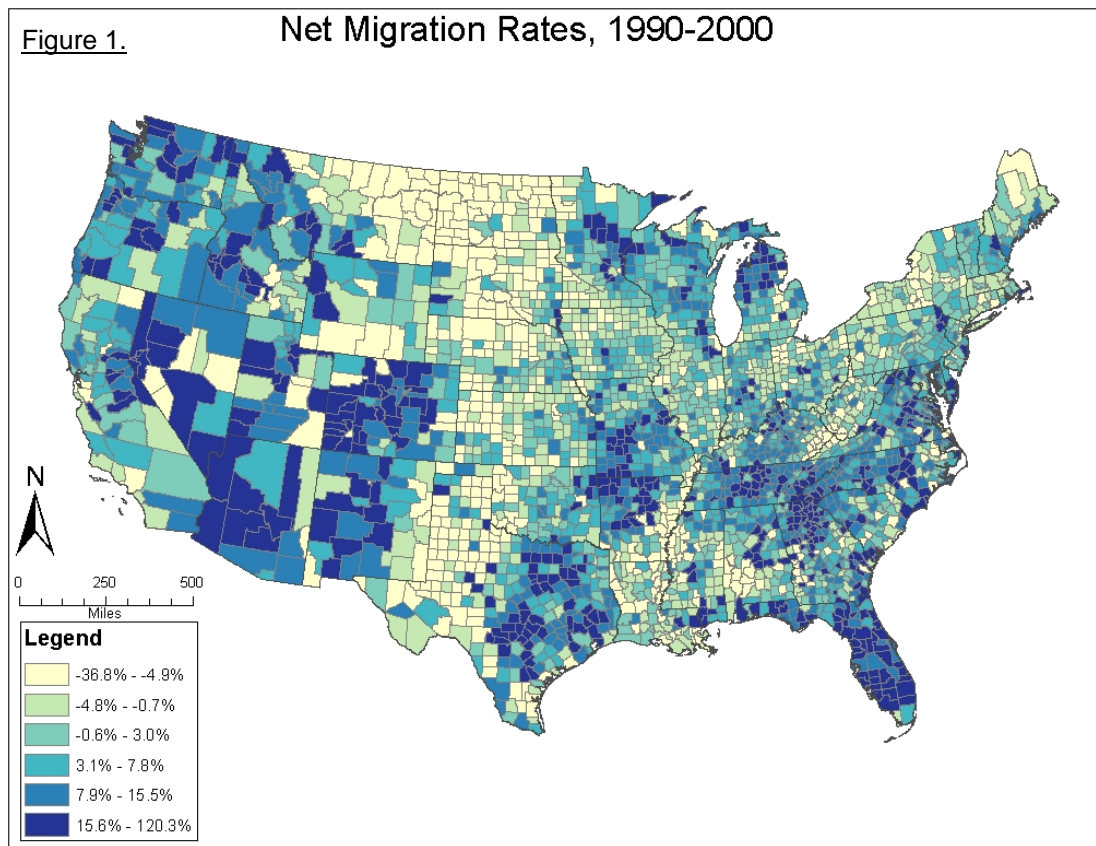 Figure 1.
Net Migration Rates, 1990-2000
N
0 250 500
Miles
Legend
-36.8% - -4.9%
-4.8% - -0.7%
-0.6% - 3.0%
3.1% - 7.8%
7.9% - 15.5%
15.6% - 120.3%